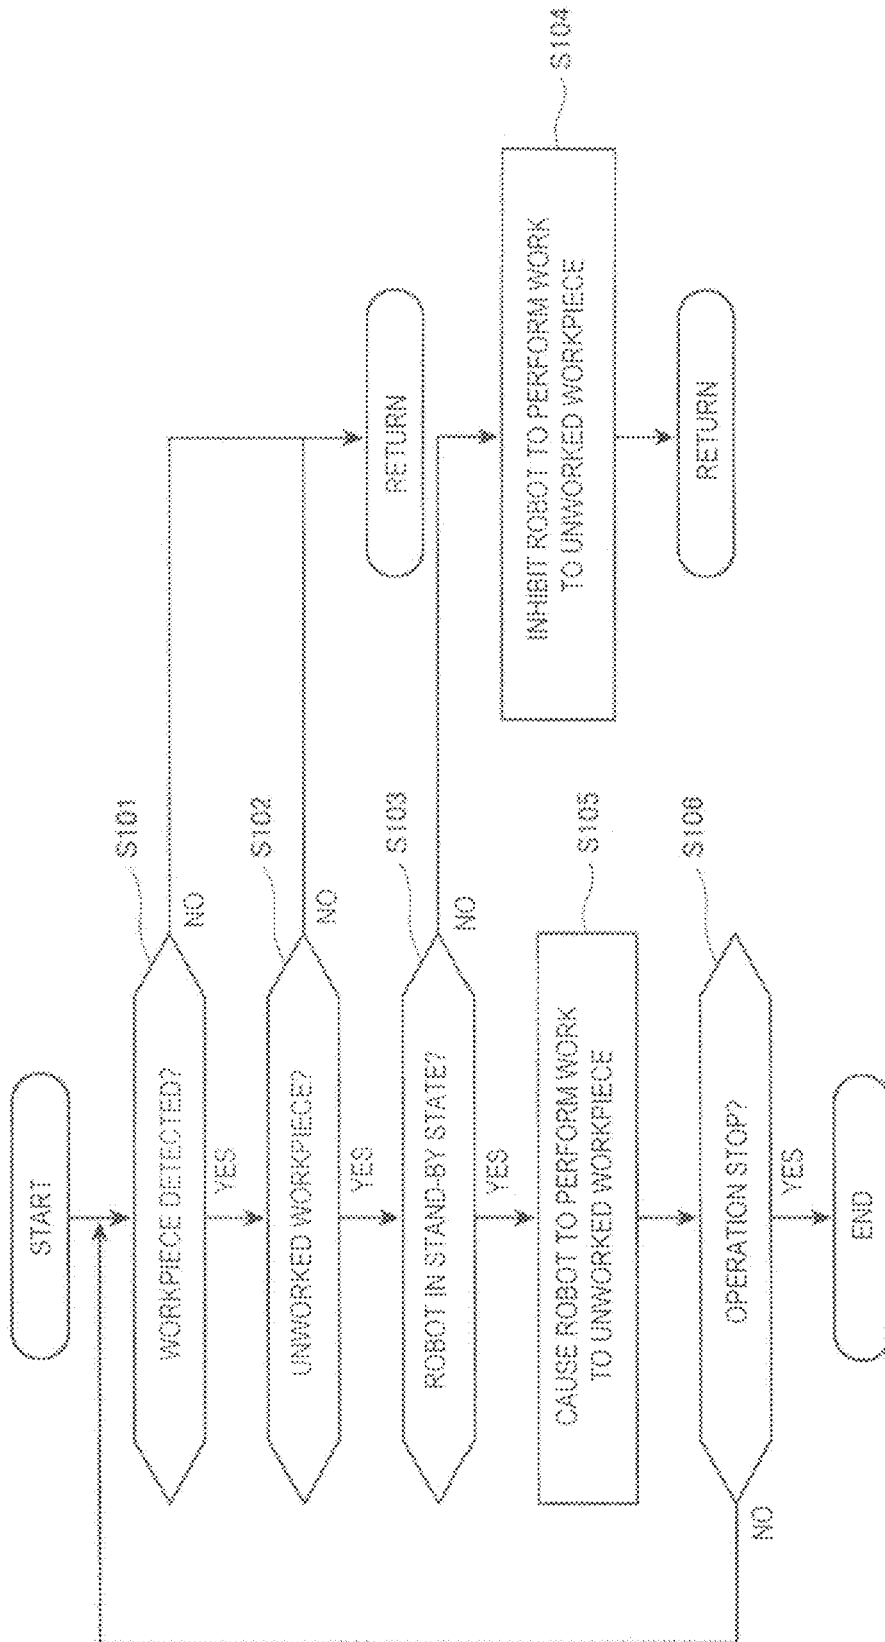 START
WORKPIECE DETECTED?
S101
NO
YES
UNWORKED WORKPIECE?
S102
NO
YES
RETURN
ROBOT IN STAND-BY STATE?
S103
NO
YES
INHIBIT ROBOT TO PERFORM WORK
TO UNWORKED WORKPIECE
S104
CAUSE ROBOT TO PERFORM WORK
TO UNWORKED WORKPIECE
S105
RETURN
OPERATION STOP?
S106
NO
YES
END